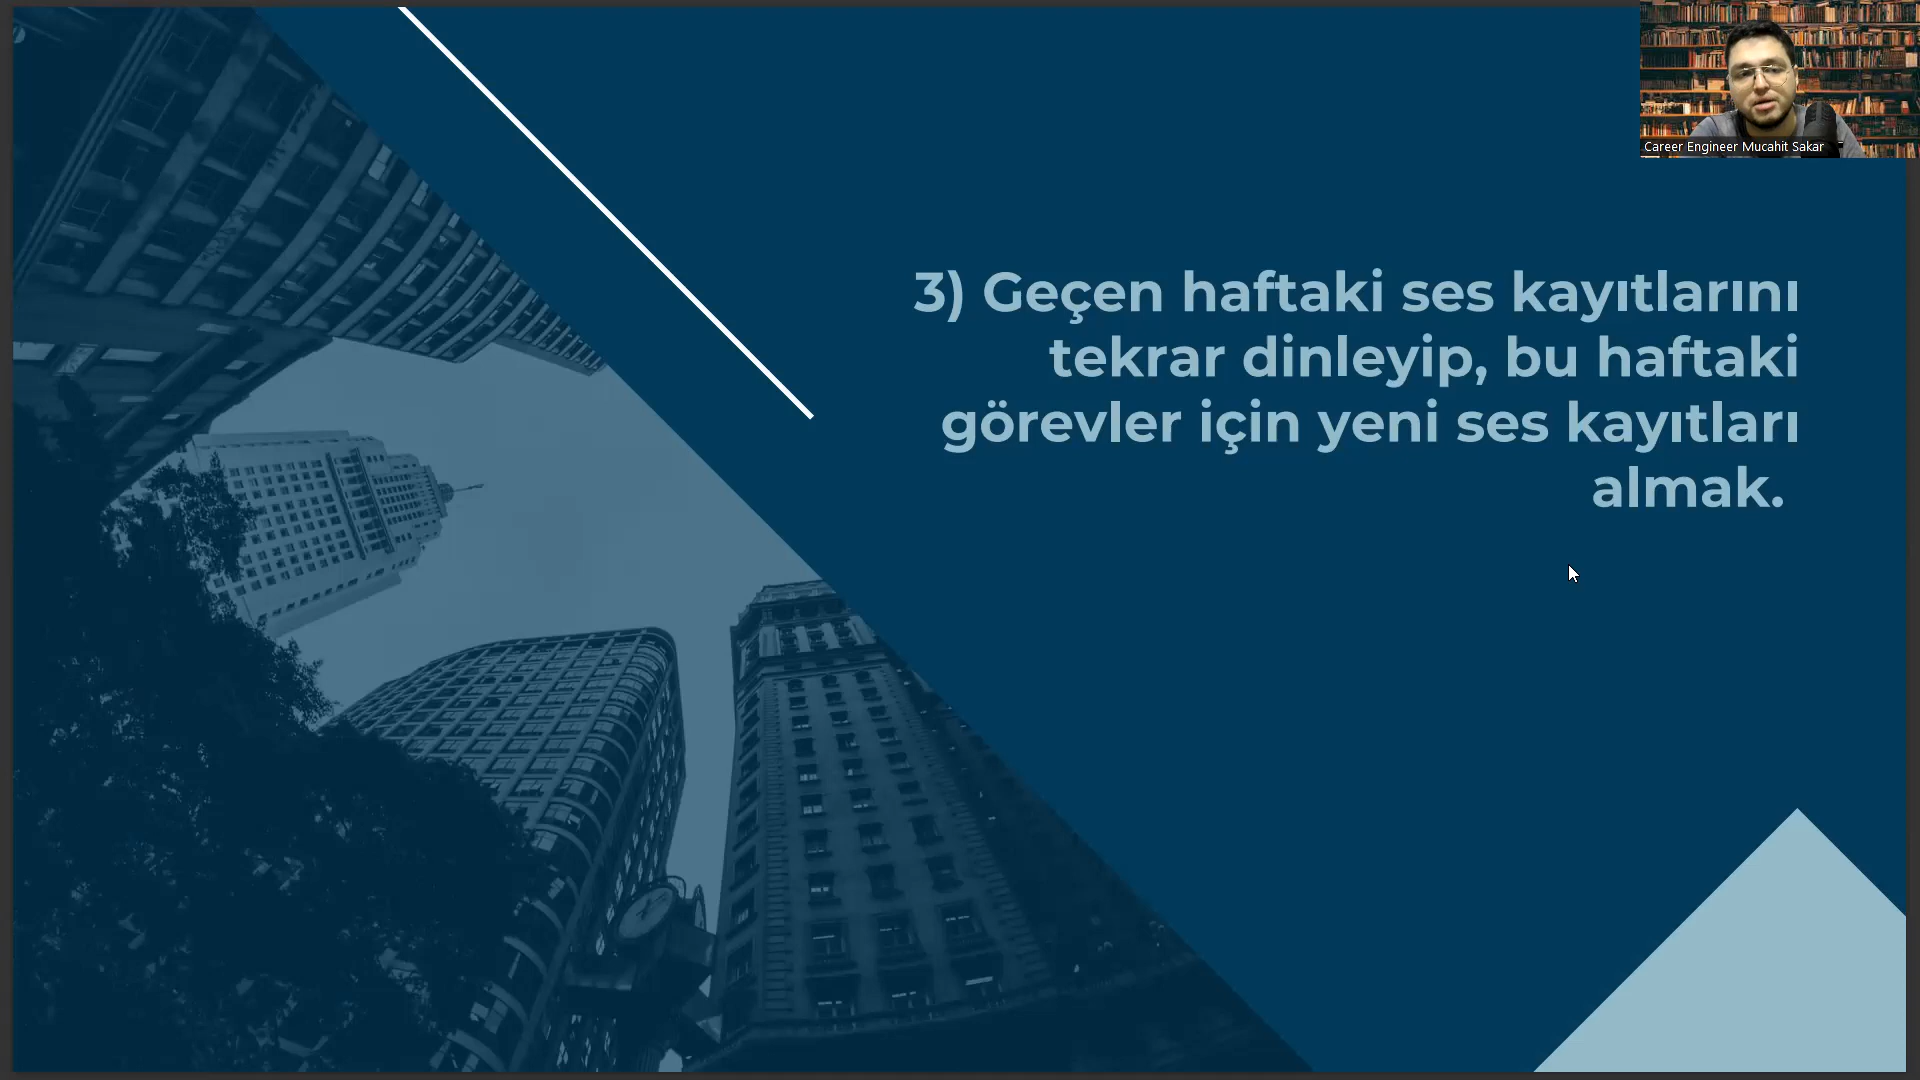 Career Engineer Mucahit Sakar
3) Geçen haftaki ses kayıtlarını
tekrar dinleyip, bu haftaki
görevler için yeni ses kayıtları
almak.